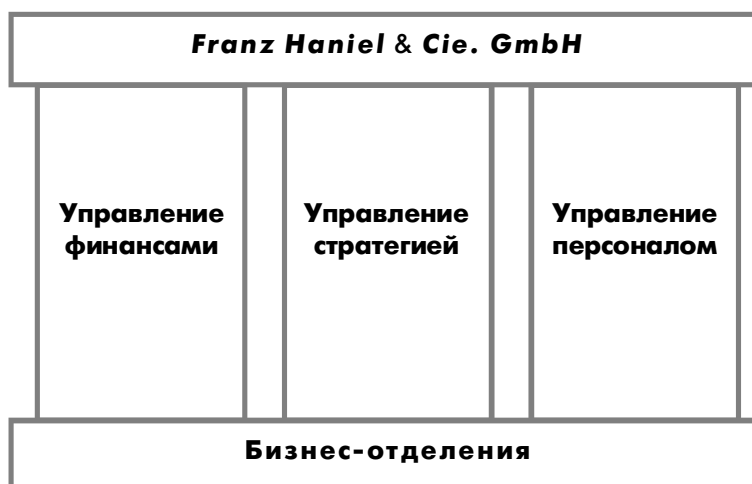 Franz Haniel & Cie. GmbH
Управление
финансами
Управление
стратегией
Управление
персоналом
Бизнес-отделения